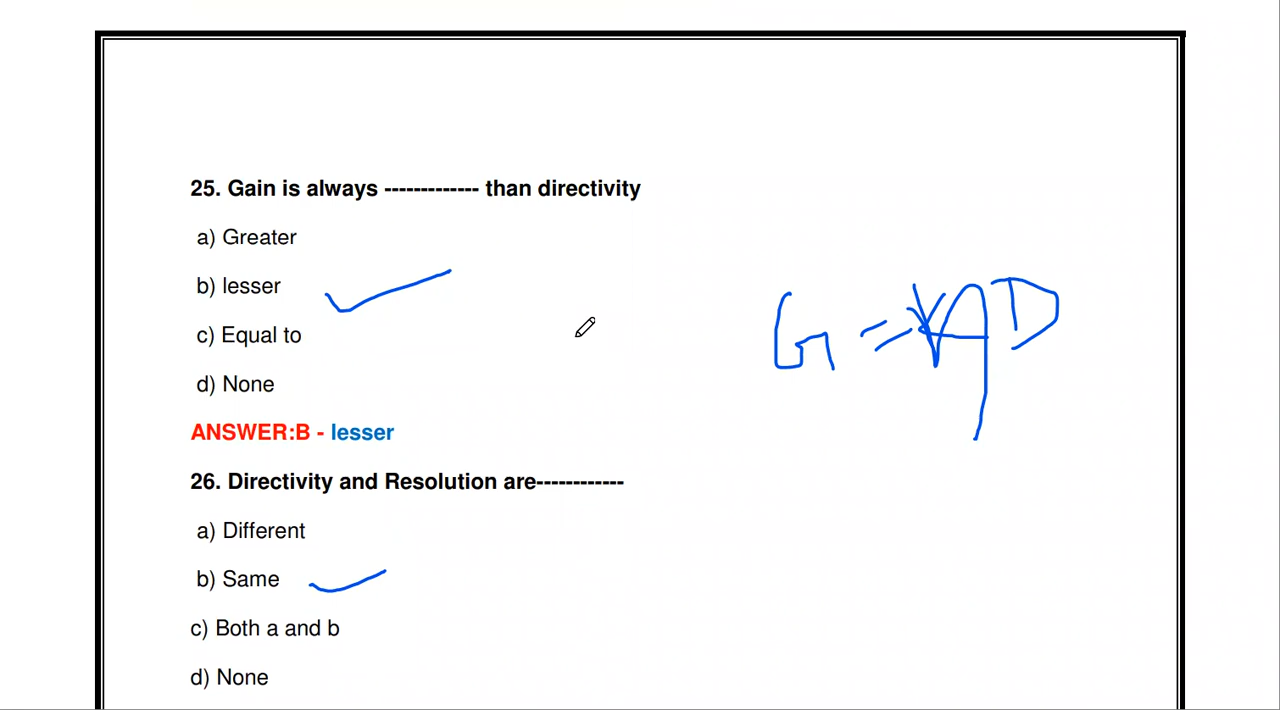 25. Gain is always ------------- than directivity
a) Greater
b) lesser
c) Equal to
d) None
ANSWER:B - lesser
26. Directivity and Resolution are------------
a) Different
b) Same
c) Both a and b
d) None
G = η D